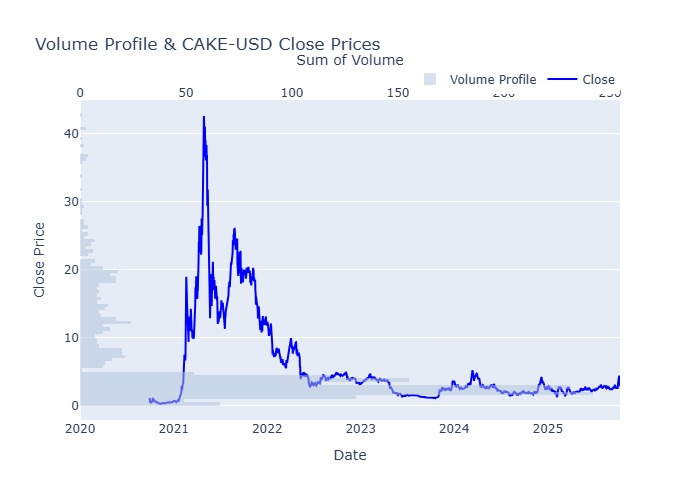 Volume Profile & CAKE-USD Close Prices
Sum of Volume
Volume Profile Close
0 50 100 150 200 250
40
30
20
10
0
Close Price
2020 2021 2022 2023 2024 2025
Date